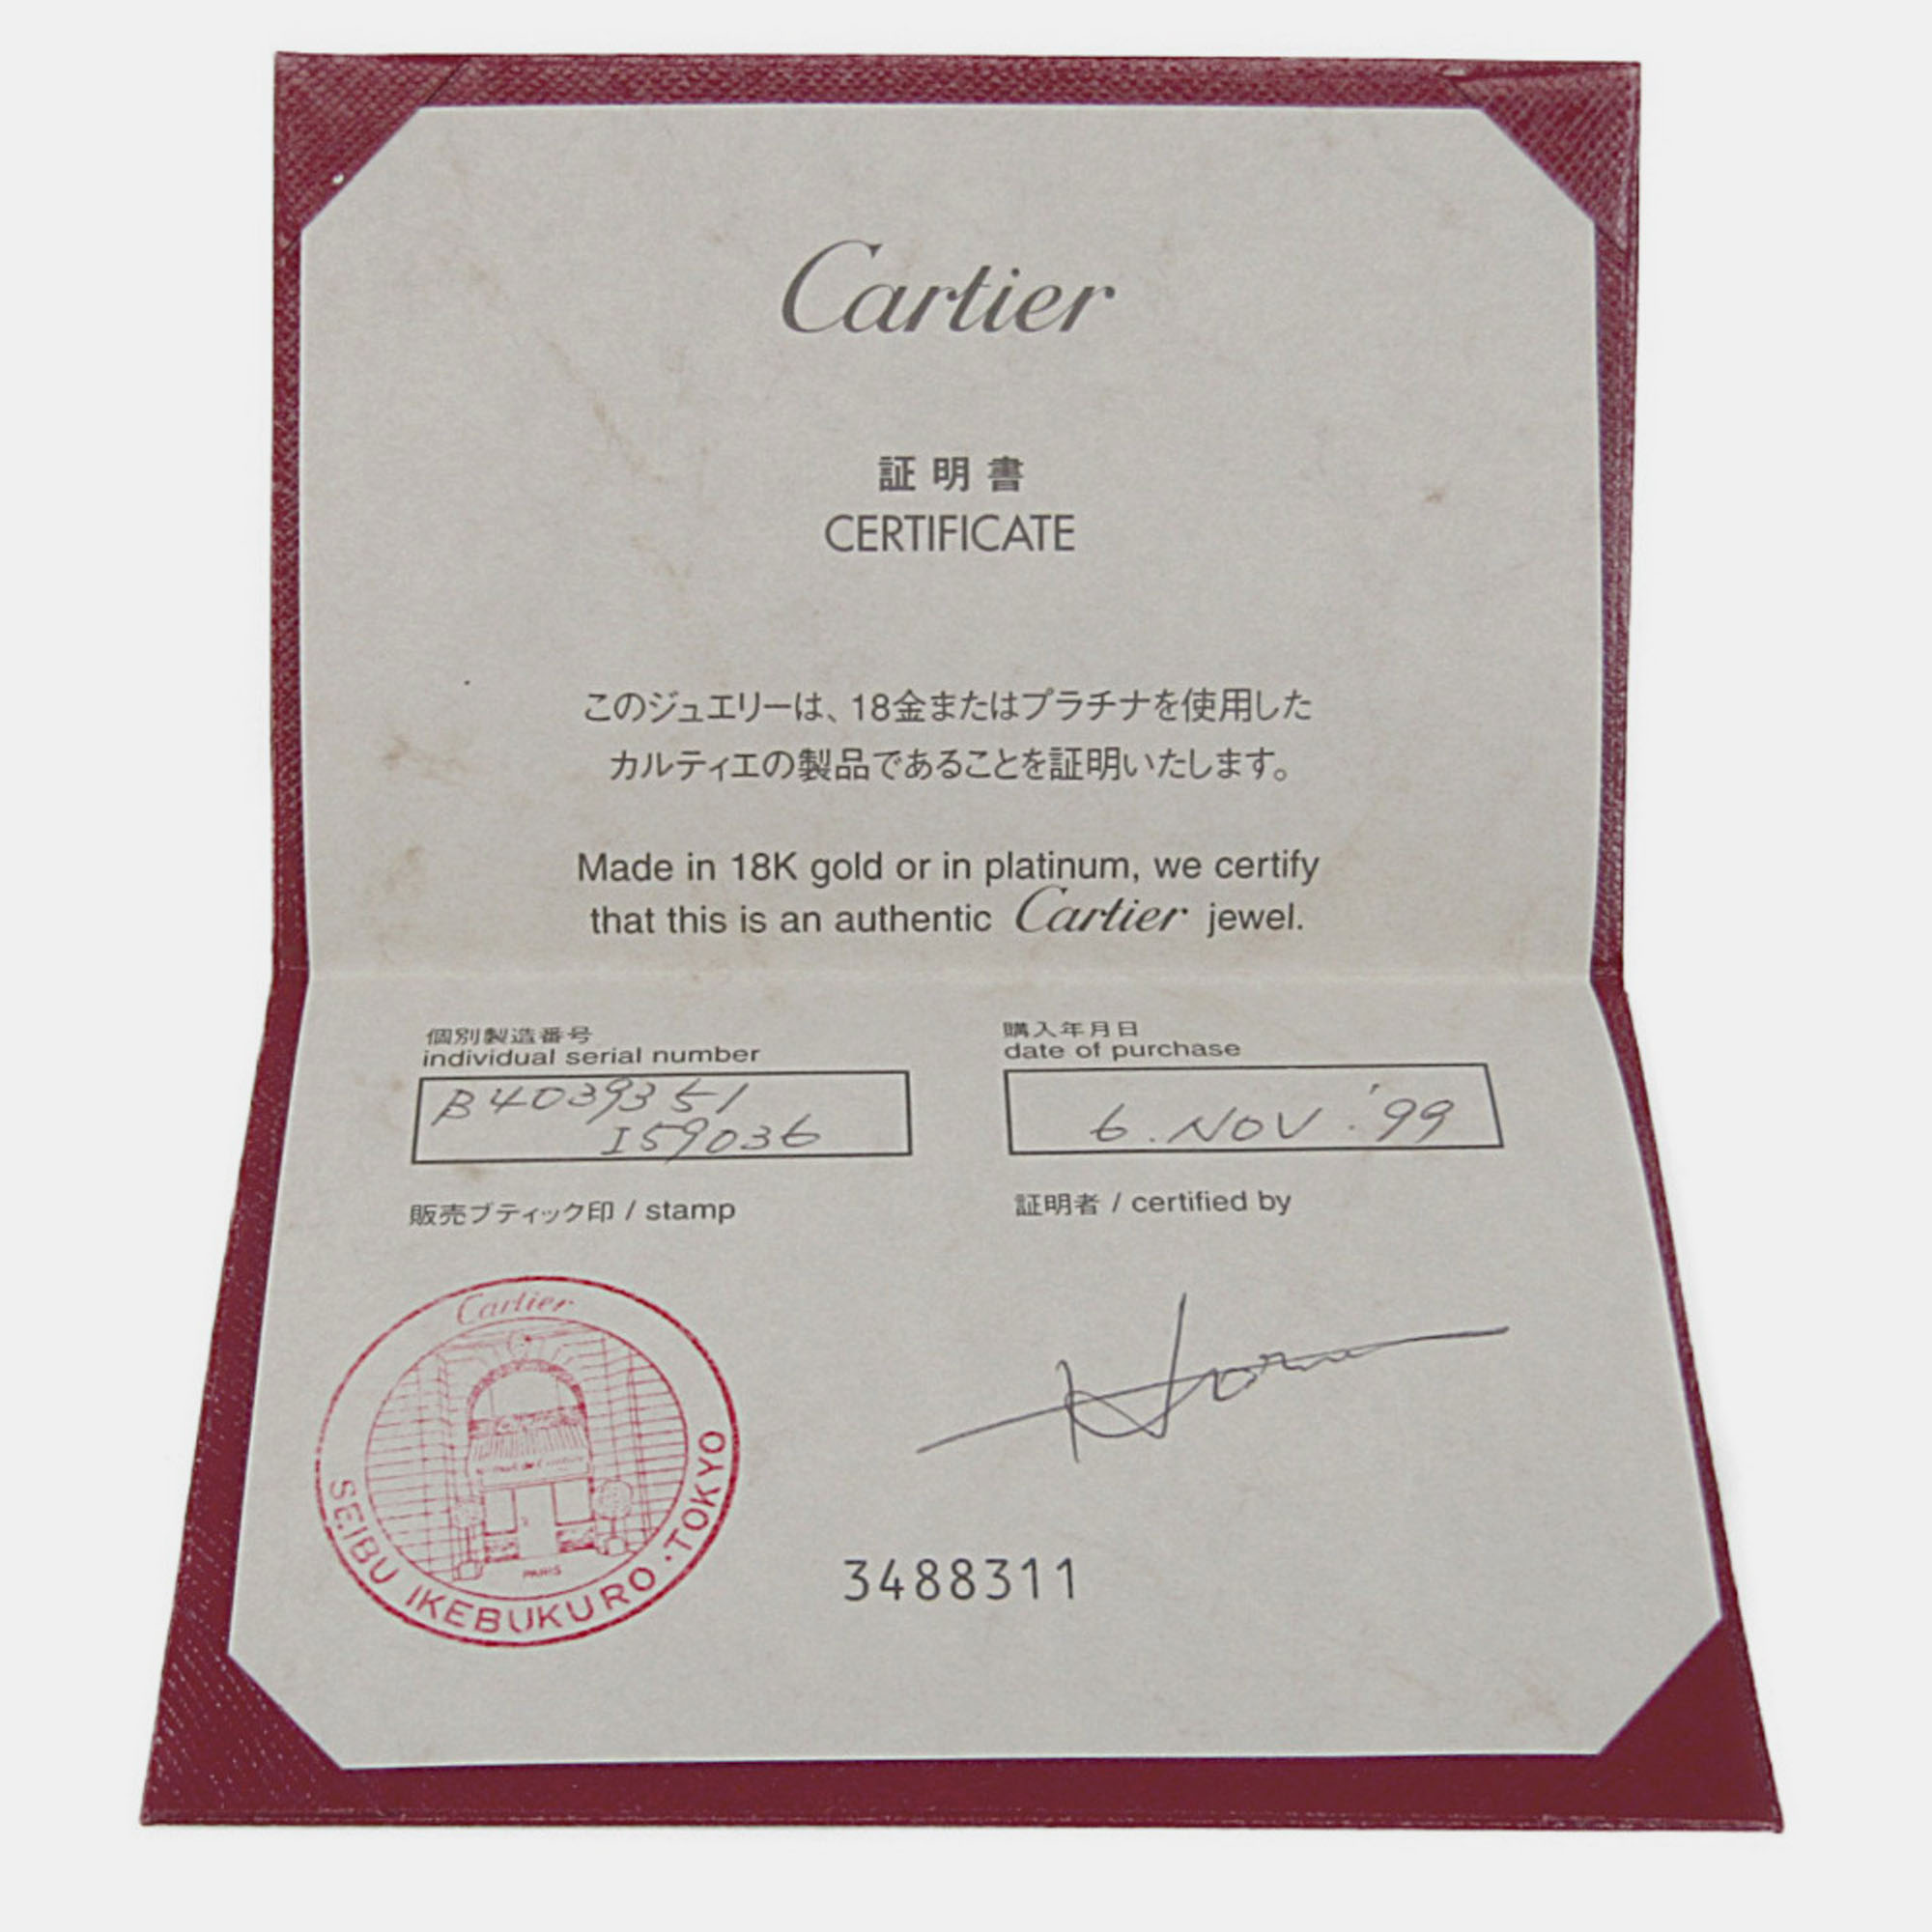 Cartier
証明書
CERTIFICATE
このジュエリーは、18金またはプラチナを使用した
カルティエの製品であることを証明いたします。
Made in 18K gold or in platinum, we certify
that this is an authentic Cartier jewel.
個別製造番号
individual serial number
B4039351
I59036
購入年月日
date of purchase
6. NOV. '99
販売ブティック印 / stamp
証明者 / certified by
Cartier
PARIS
SEIBU IKEBUKURO・TOKYO
3488311